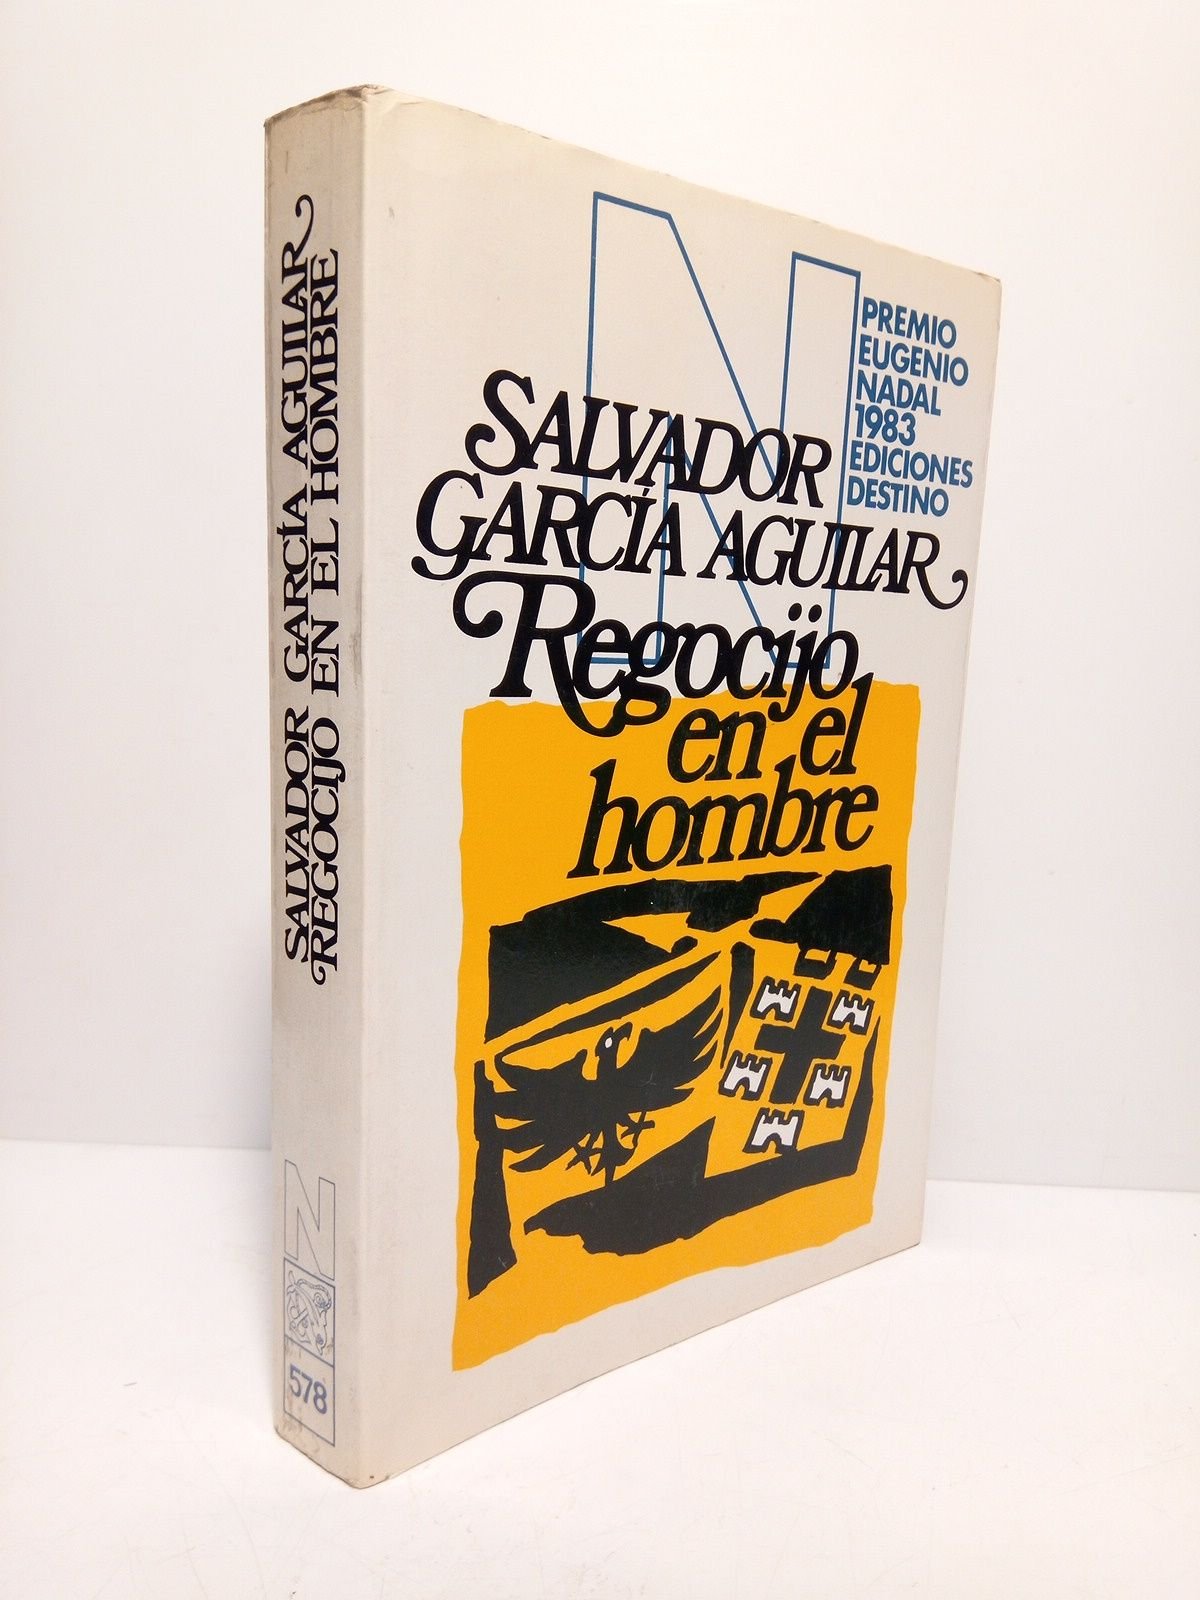 SALVADOR GARCÍA AGUILAR
REGOCIJO EN EL HOMBRE
N
578
N
PREMIO
EUGENIO
NADAL
1983
EDICIONES
DESTINO
SALVADOR
GARCÍA AGUILAR
Regocijo
en el
hombre